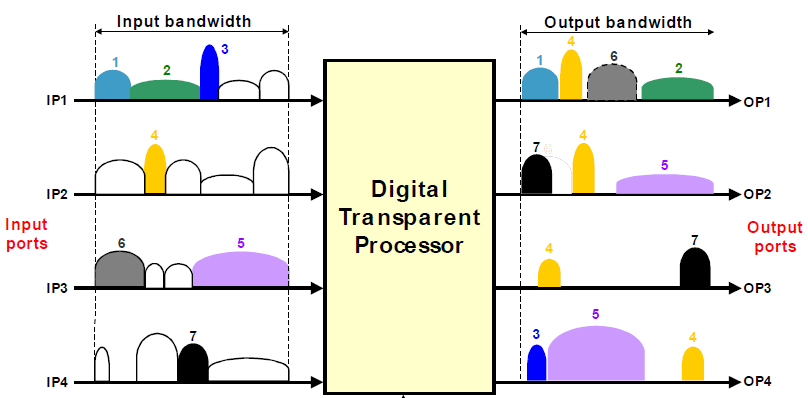 Input bandwidth
Output bandwidth
1 2 3
IP1
4
IP2
6 5
IP3
7
IP4
Input
ports
Digital
Transparent
Processor
1 4 6 2
OP1
7 4 5
OP2
4 7
OP3
3 5 4
OP4
Output
ports